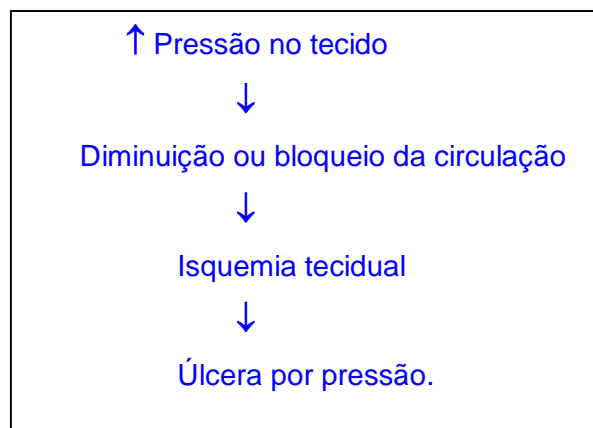 ↑ Pressão no tecido
↓
Diminuição ou bloqueio da circulação
↓
Isquemia tecidual
↓
Úlcera por pressão.